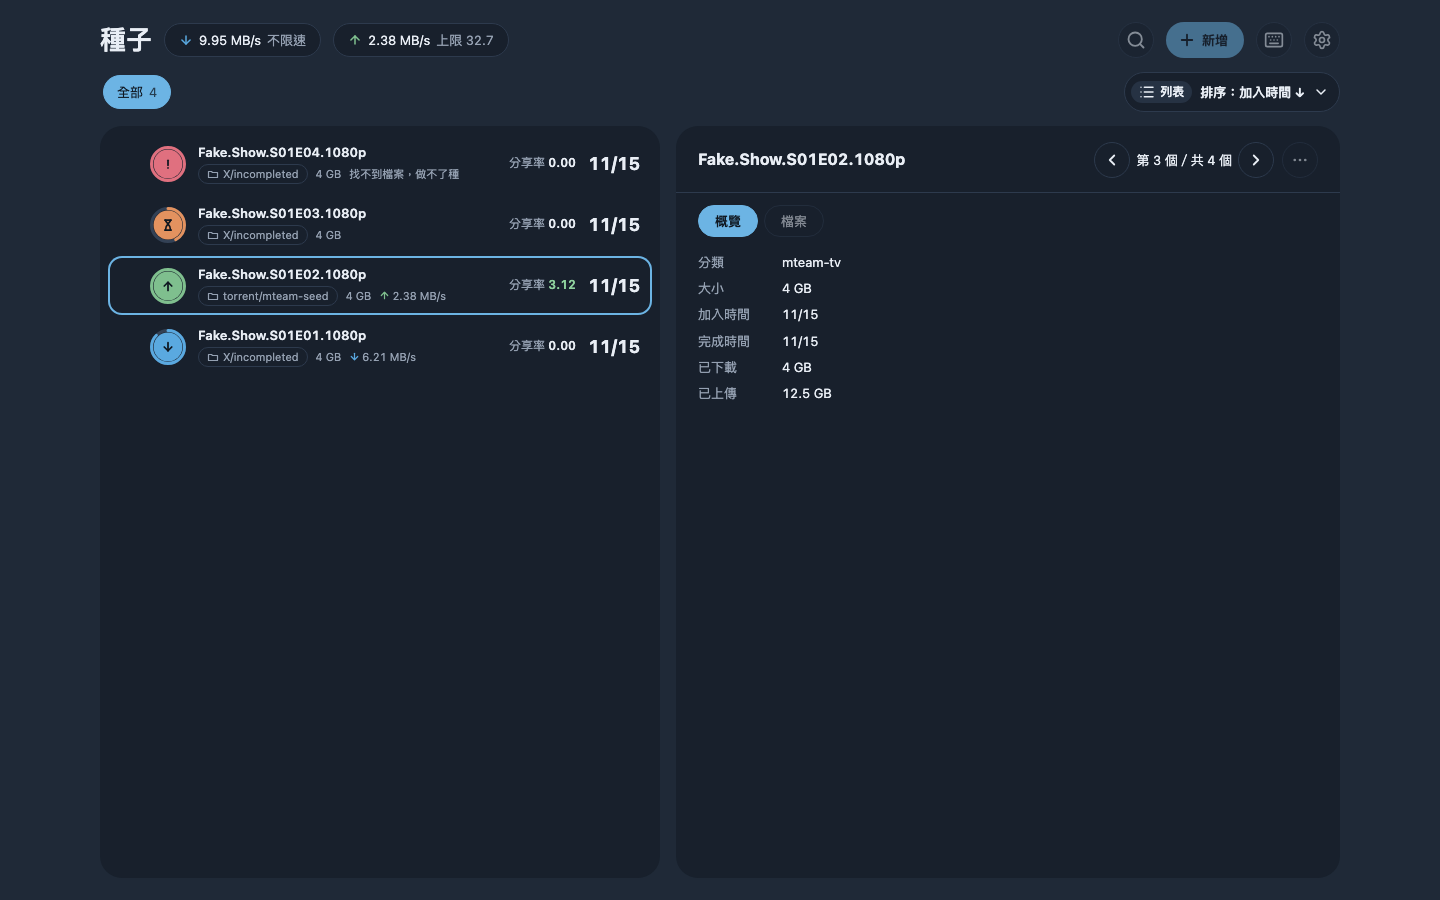 種子 9.95 MB/s 不限速 2.38 MB/s 上限 32.7 新增
全部 4 列表 排序：加入時間
Fake.Show.S01E04.1080p
X/incompleted 4 GB 找不到檔案，做不了種
分享率 0.00 11/15
Fake.Show.S01E03.1080p
X/incompleted 4 GB
分享率 0.00 11/15
Fake.Show.S01E02.1080p
torrent/mteam-seed 4 GB 2.38 MB/s
分享率 3.12 11/15
Fake.Show.S01E01.1080p
X/incompleted 4 GB 6.21 MB/s
分享率 0.00 11/15
Fake.Show.S01E02.1080p 第 3 個 / 共 4 個
概覽 檔案
分類 mteam-tv
大小 4 GB
加入時間 11/15
完成時間 11/15
已下載 4 GB
已上傳 12.5 GB